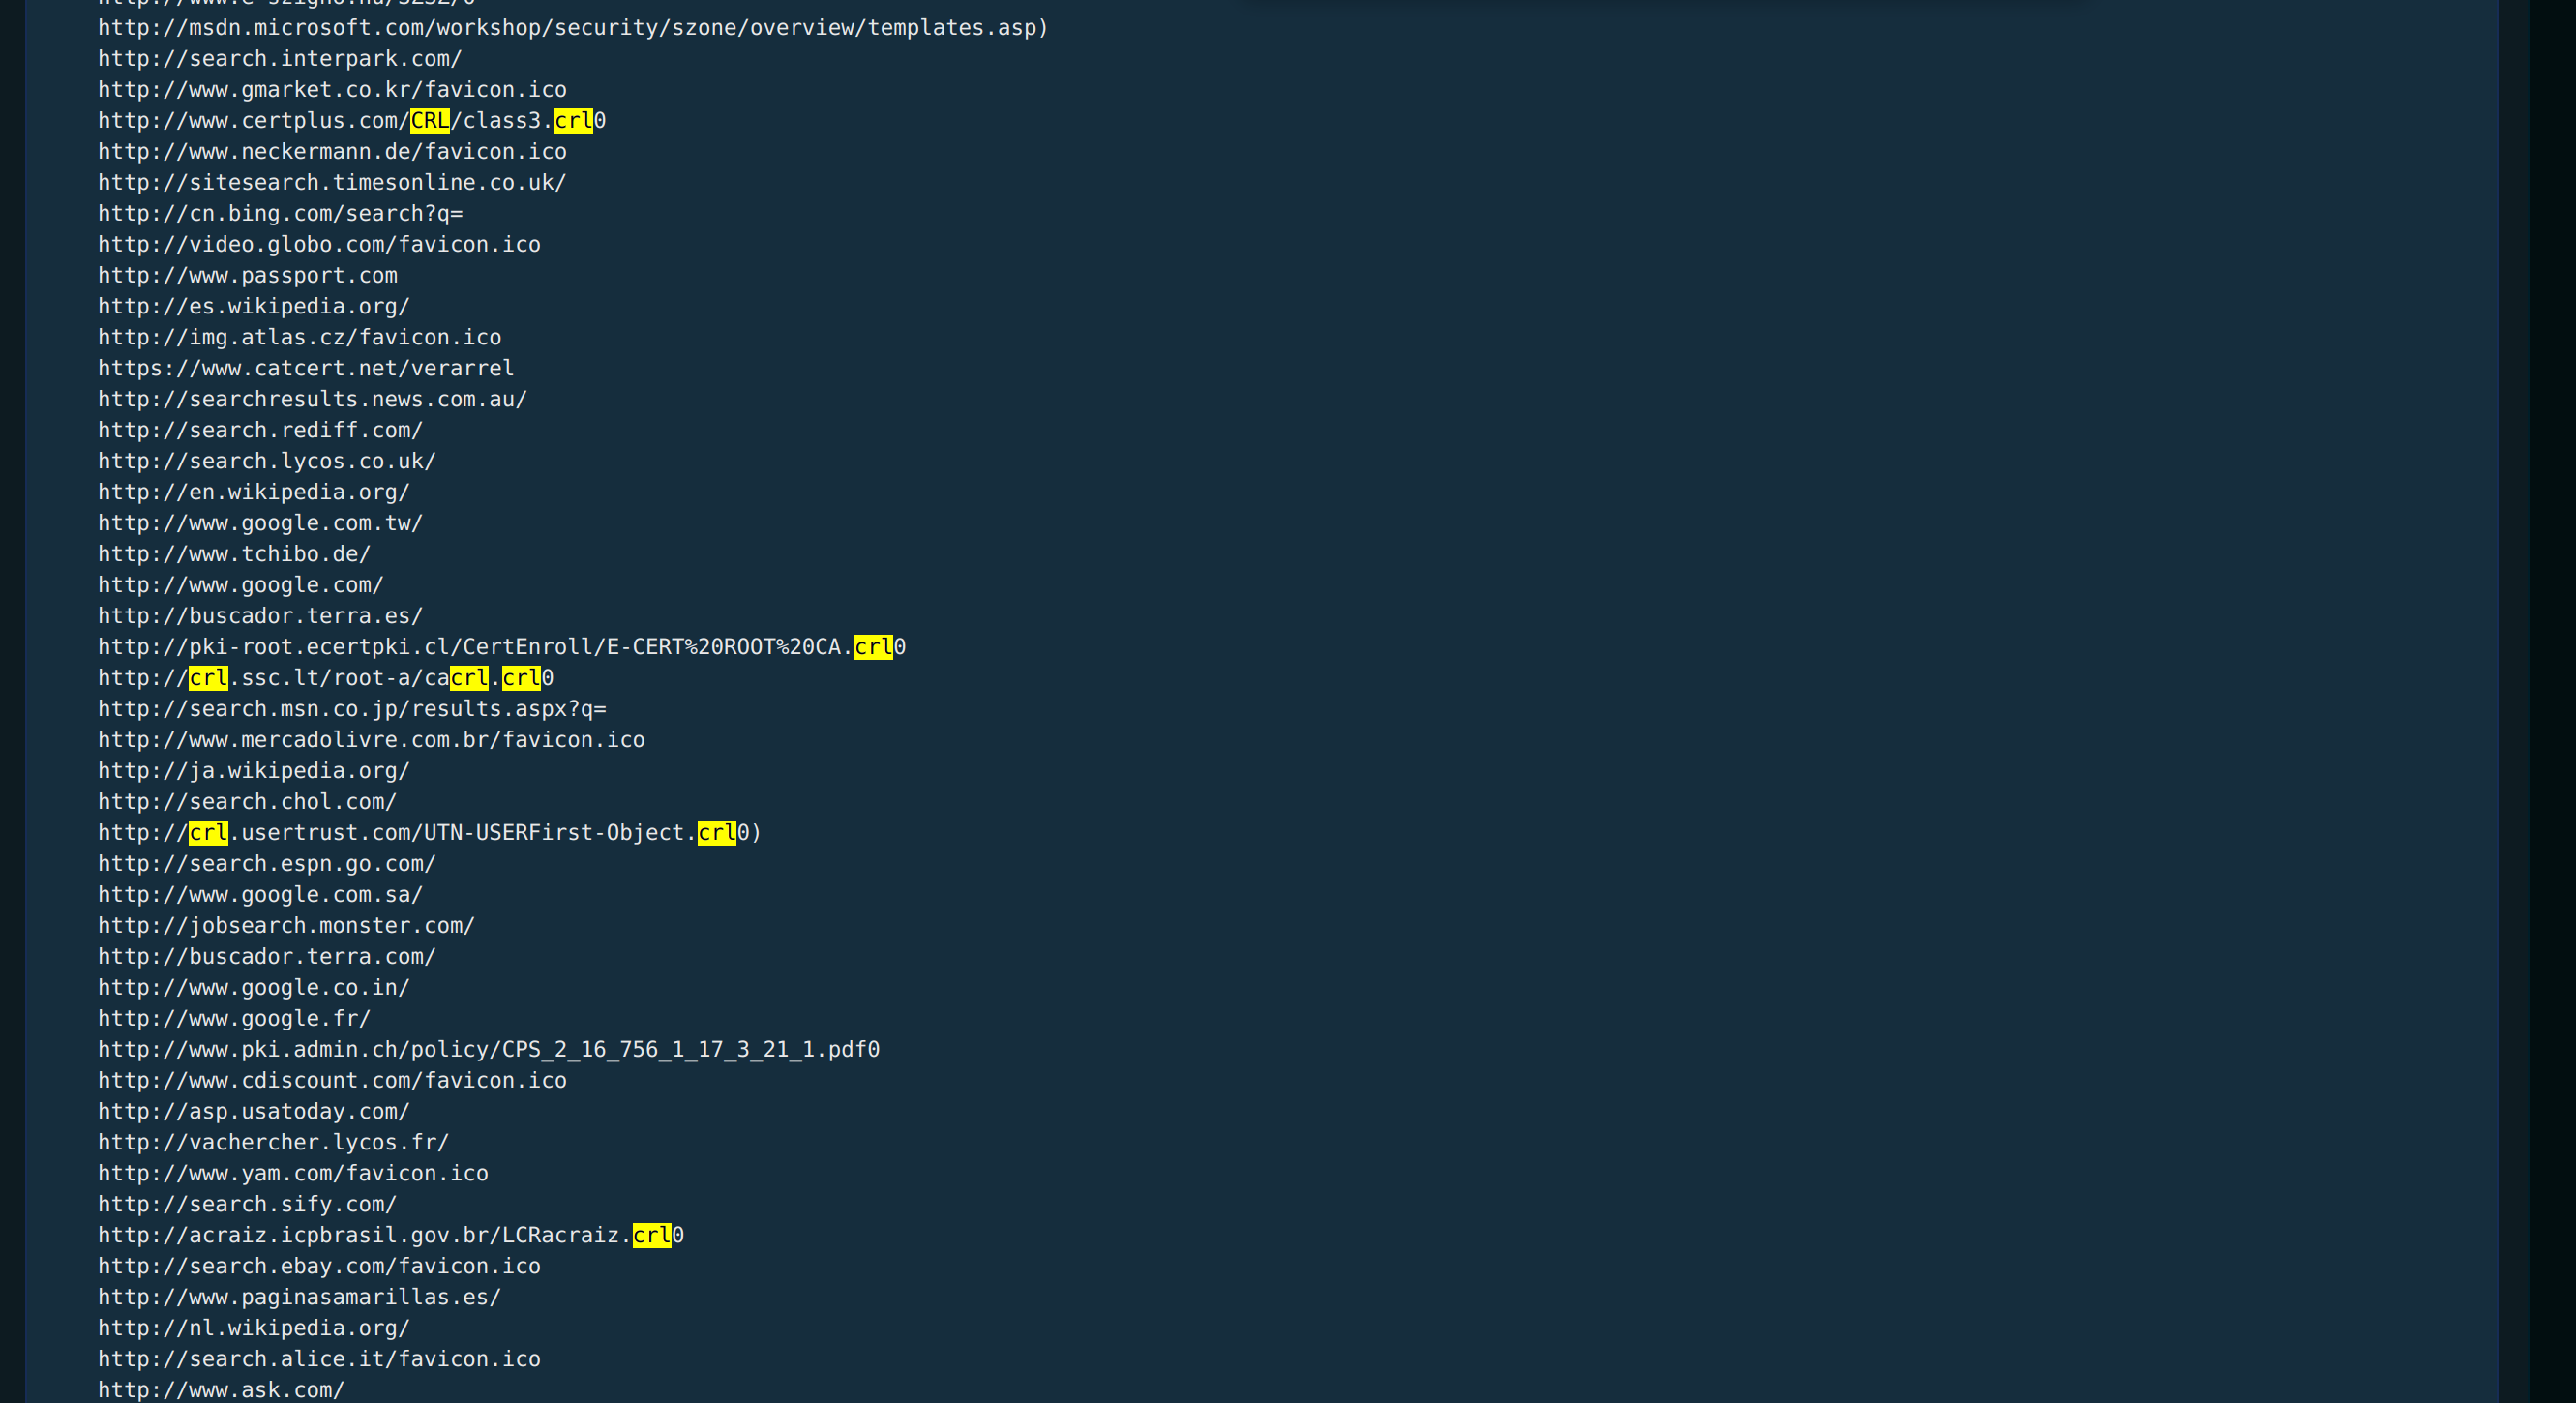 http://msdn.microsoft.com/workshop/security/szone/overview/templates.asp)
http://search.interpark.com/
http://www.gmarket.co.kr/favicon.ico
http://www.certplus.com/CRL/class3.crl0
http://www.neckermann.de/favicon.ico
http://sitesearch.timesonline.co.uk/
http://cn.bing.com/search?q=
http://video.globo.com/favicon.ico
http://www.passport.com
http://es.wikipedia.org/
http://img.atlas.cz/favicon.ico
https://www.catcert.net/verarrel
http://searchresults.news.com.au/
http://search.rediff.com/
http://search.lycos.co.uk/
http://en.wikipedia.org/
http://www.google.com.tw/
http://www.tchibo.de/
http://www.google.com/
http://buscador.terra.es/
http://pki-root.ecertpki.cl/CertEnroll/E-CERT%20ROOT%20CA.crl0
http://crl.ssc.lt/root-a/cacrl.crl0
http://search.msn.co.jp/results.aspx?q=
http://www.mercadolivre.com.br/favicon.ico
http://ja.wikipedia.org/
http://search.chol.com/
http://crl.usertrust.com/UTN-USERFirst-Object.crl0)
http://search.espn.go.com/
http://www.google.com.sa/
http://jobsearch.monster.com/
http://buscador.terra.com/
http://www.google.co.in/
http://www.google.fr/
http://www.pki.admin.ch/policy/CPS_2_16_756_1_17_3_21_1.pdf0
http://www.cdiscount.com/favicon.ico
http://asp.usatoday.com/
http://vachercher.lycos.fr/
http://www.yam.com/favicon.ico
http://search.sify.com/
http://acraiz.icpbrasil.gov.br/LCRacraiz.crl0
http://search.ebay.com/favicon.ico
http://www.paginasamarillas.es/
http://nl.wikipedia.org/
http://search.alice.it/favicon.ico
http://www.ask.com/